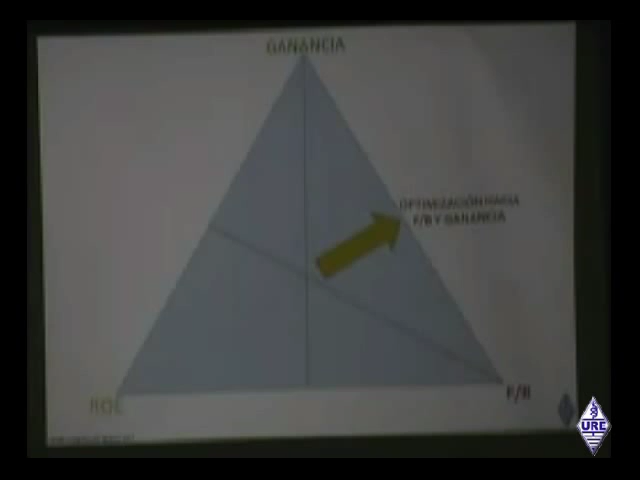 GANANCIA
OPTIMIZACIÓN HACIA
F/B Y GANANCIA
ROE
F/B
URE